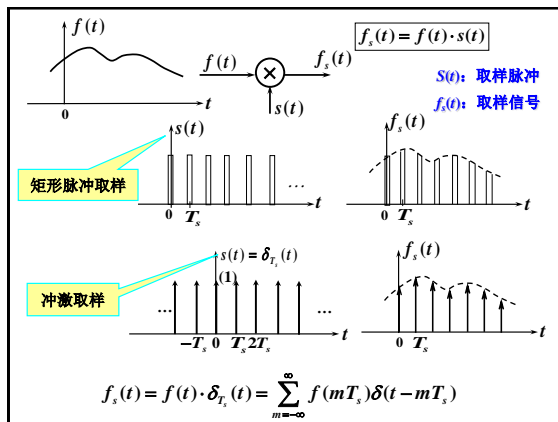 f(t)
t
0
f(t)
f_s(t)
s(t)
f_s(t) = f(t)·s(t)
S(t)：取样脉冲
f_s(t)：取样信号
矩形脉冲取样
s(t)
0
T_s
…
t
f_s(t)
0
T_s
t
冲激取样
s(t) = δ_{T_s}(t)
(1)
…
…
t
−T_s 0 T_s 2T_s
f_s(t)
0 T_s
t
f_s(t) = f(t)·δ_{T_s}(t) = ∑_{m=−∞}^{∞} f(mT_s)δ(t−mT_s)